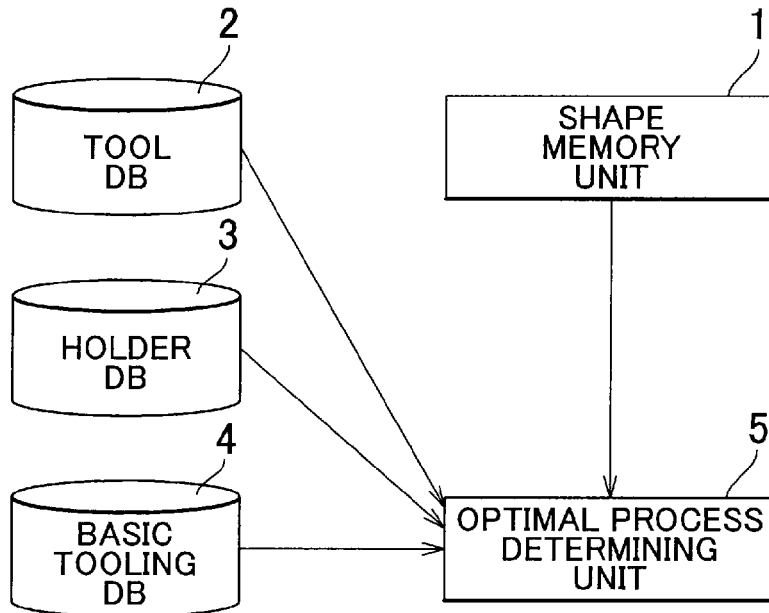 2
TOOL
DB
1
SHAPE
MEMORY
UNIT
3
HOLDER
DB
4
BASIC
TOOLING
DB
5
OPTIMAL PROCESS
DETERMINING
UNIT